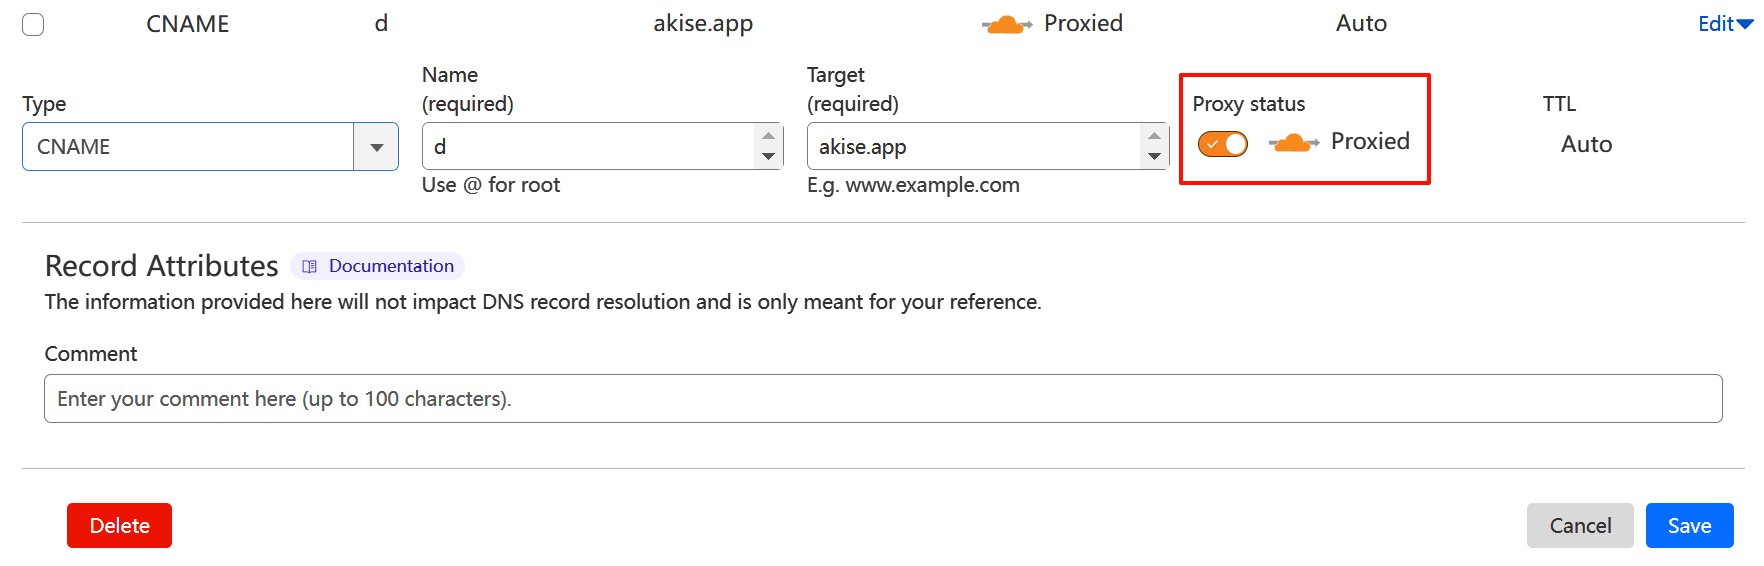 CNAME d akise.app Proxied Auto Edit
Type
Name
(required)
Target
(required)
Proxy status
TTL
CNAME
d
akise.app
Proxied
Auto
Use @ for root
E.g. www.example.com
Record Attributes
Documentation
The information provided here will not impact DNS record resolution and is only meant for your reference.
Comment
Enter your comment here (up to 100 characters).
Delete
Cancel
Save